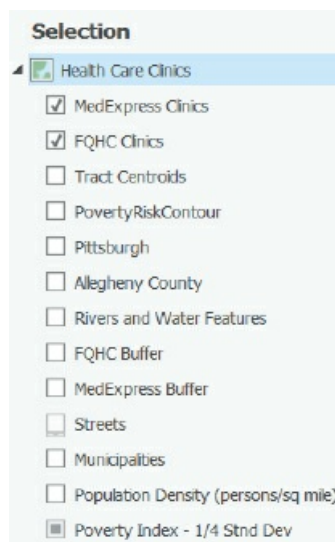 Selection
Health Care Clinics
MedExpress Clinics
FQHC Clinics
Tract Centroids
PovertyRiskContour
Pittsburgh
Allegheny County
Rivers and Water Features
FQHC Buffer
MedExpress Buffer
Streets
Municipalities
Population Density (persons/sq mile)
Poverty Index - 1/4 Stnd Dev